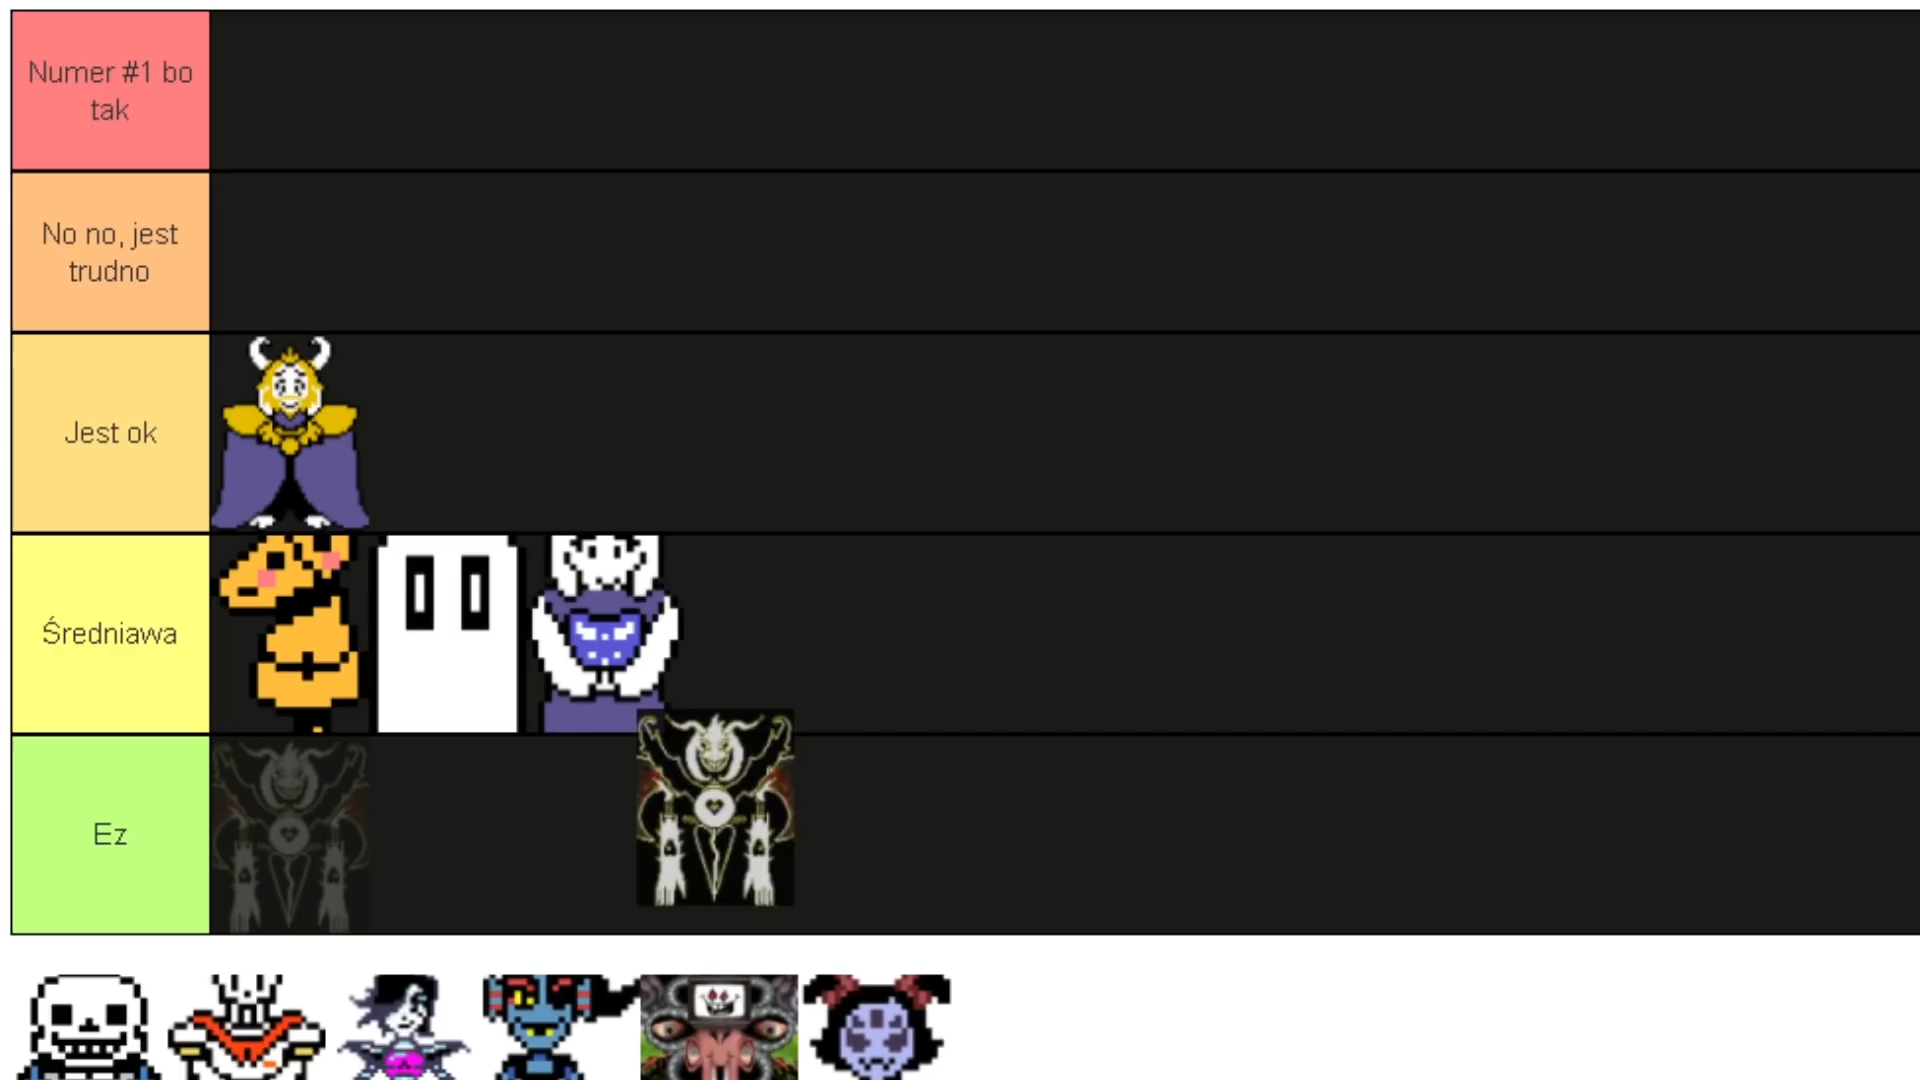 Numer #1 bo
tak
No no, jest
trudno
Jest ok
Średniawa
Ez